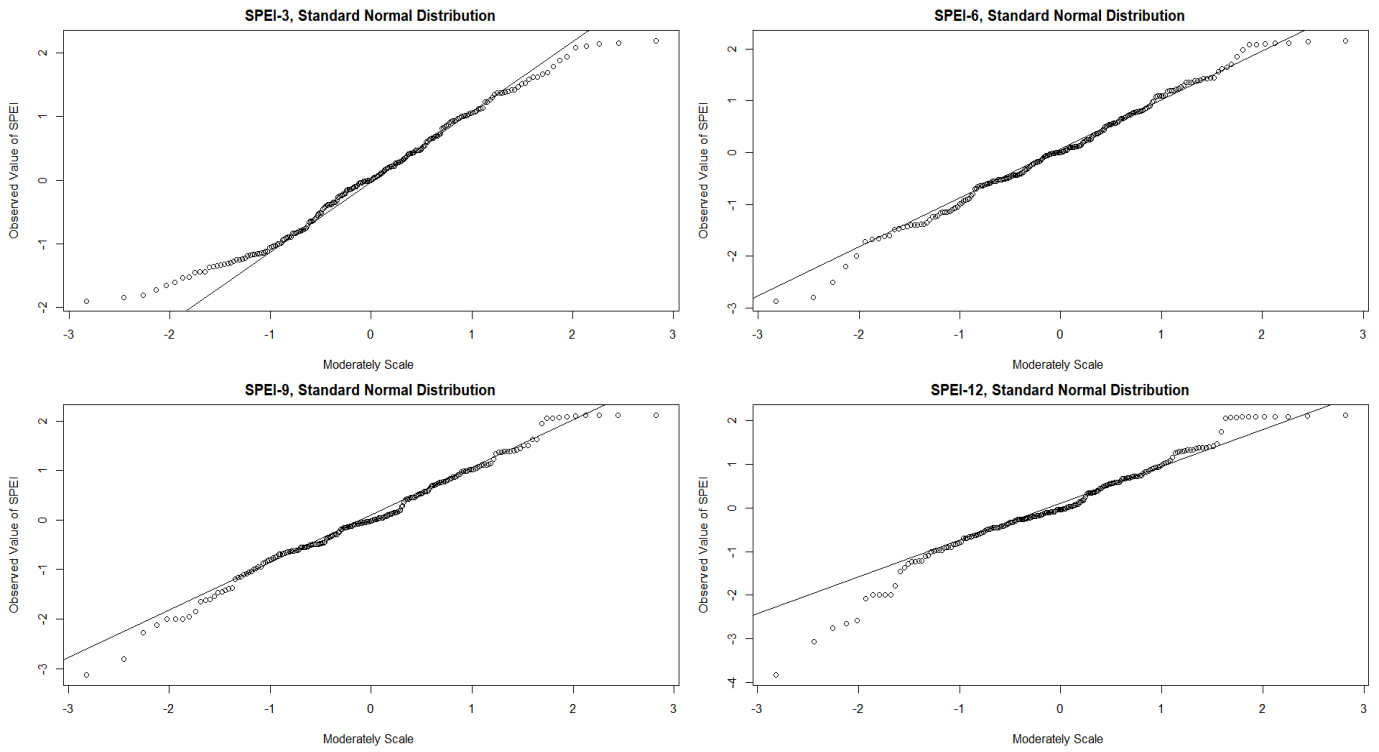 SPEI-3, Standard Normal Distribution
Observed Value of SPEI
2
1
0
-1
-2
-3 -2 -1 0 1 2 3
Moderately Scale
SPEI-6, Standard Normal Distribution
Observed Value of SPEI
2
1
0
-1
-2
-3
-3 -2 -1 0 1 2 3
Moderately Scale
SPEI-9, Standard Normal Distribution
Observed Value of SPEI
2
1
0
-1
-2
-3
-3 -2 -1 0 1 2 3
Moderately Scale
SPEI-12, Standard Normal Distribution
Observed Value of SPEI
2
1
0
-1
-2
-3
-4
-3 -2 -1 0 1 2 3
Moderately Scale